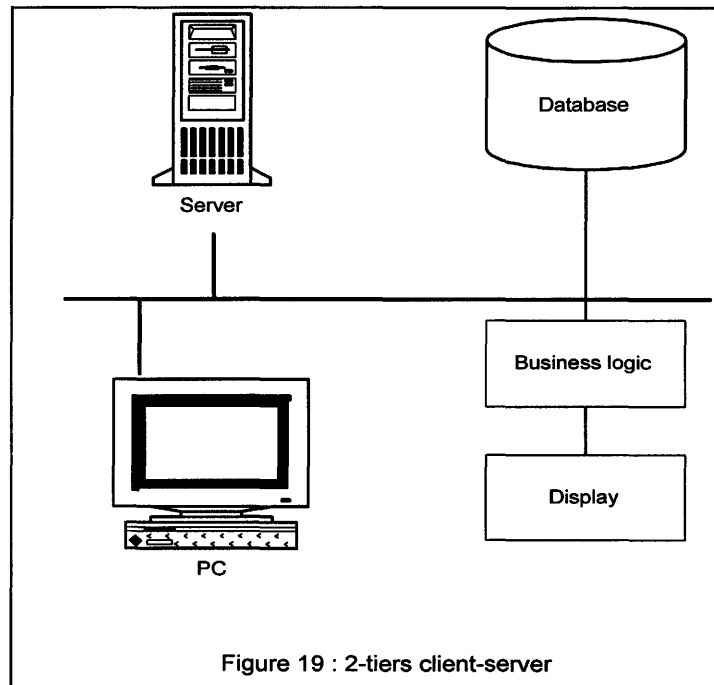 Server
Database
Business logic
Display
PC
Figure 19 : 2-tiers client-server